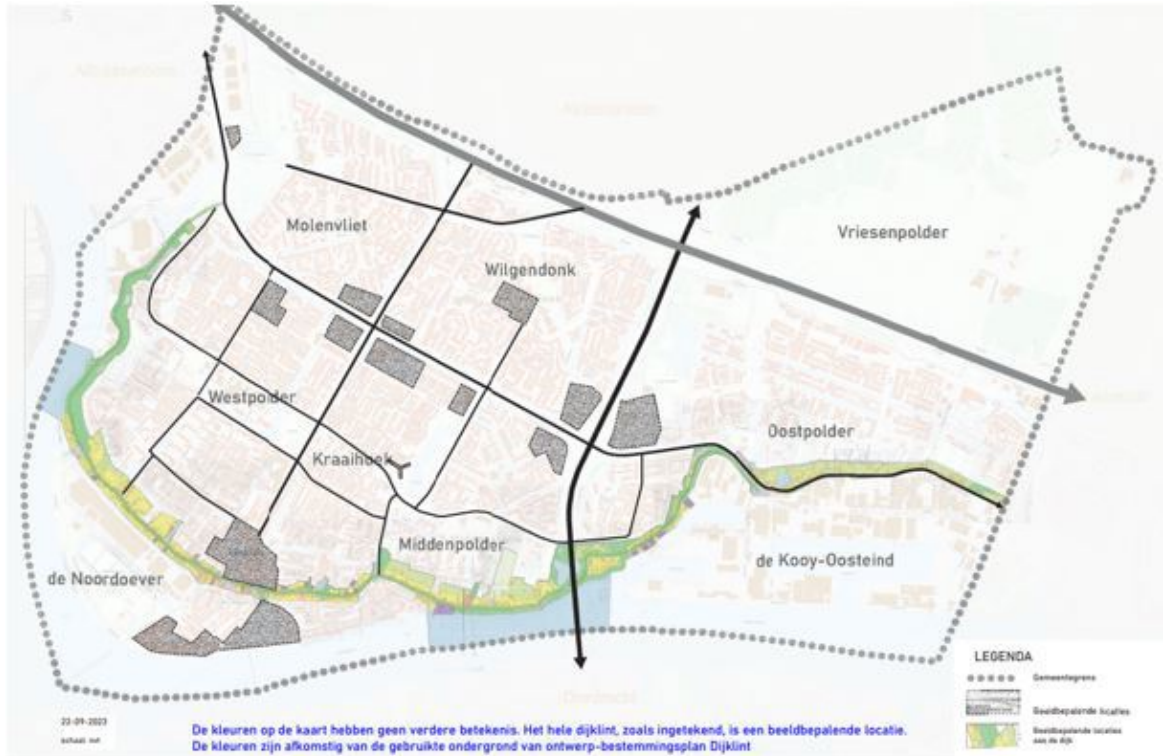 Molenvliet
Wilgendonk
Vriesenpolder
Westpolder
Kraaihoek
Oostpolder
Middenpolder
de Noordoever
de Kooy-Oosteind
LEGENDA
Gemeentegrens
Beeldbepalende locaties
Beeldbepalende locaties
aan de dijk
22-09-2023
schaal: nvt
De kleuren op de kaart hebben geen verdere betekenis. Het hele dijklint, zoals ingetekend, is een beeldbepalende locatie.
De kleuren zijn afkomstig van de gebruikte ondergrond van ontwerp-bestemmingsplan Dijklint